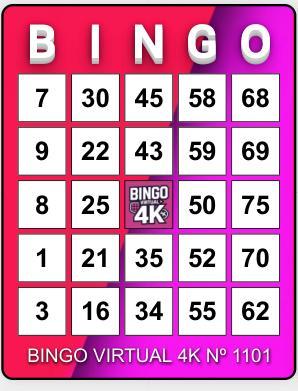 B I N G O
7 30 45 58 68
9 22 43 59 69
8 25 BINGO VIRTUAL 4K 50 75
1 21 35 52 70
3 16 34 55 62
BINGO VIRTUAL 4K Nº 1101